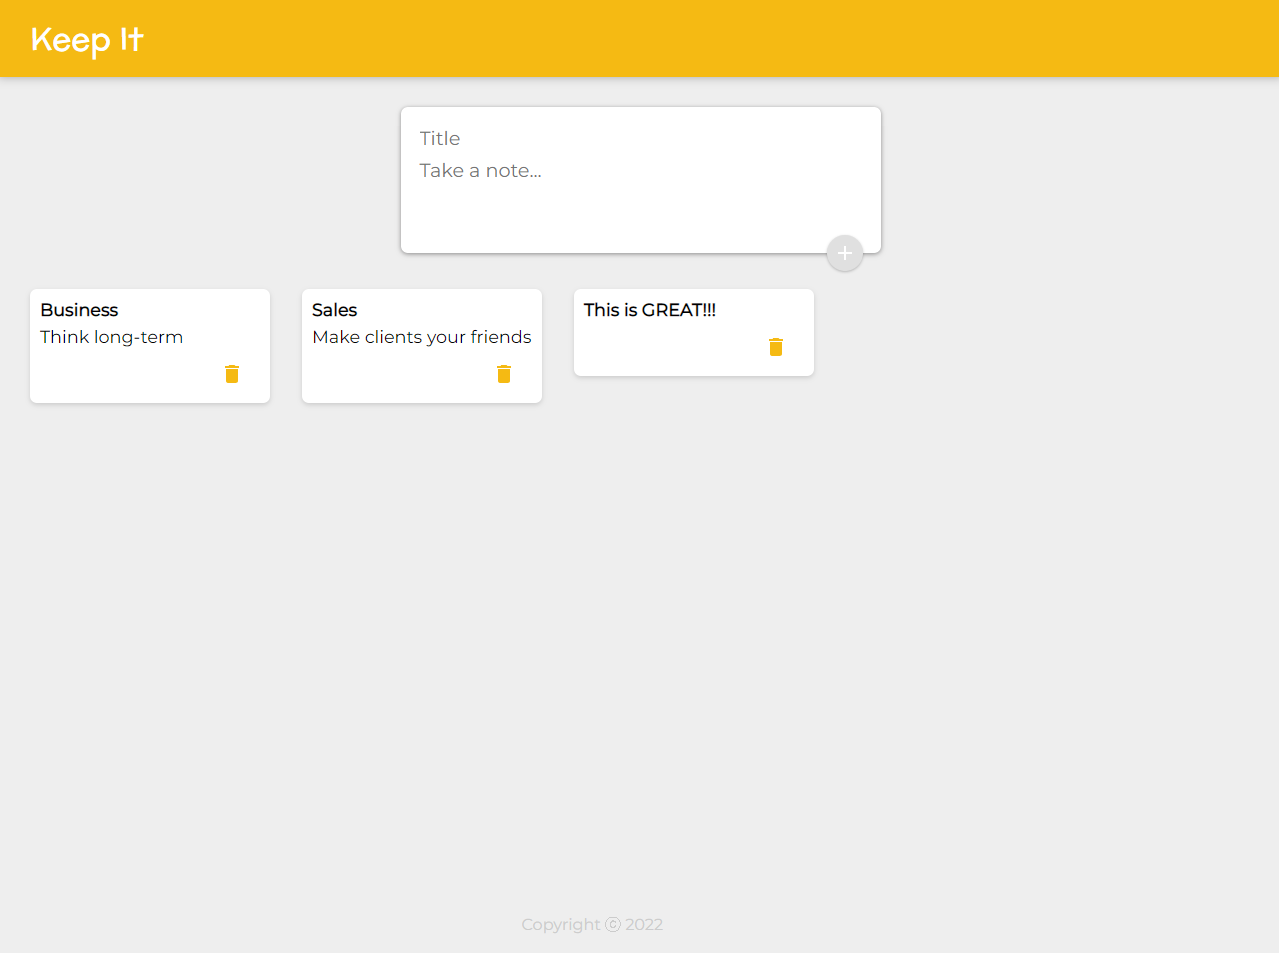 Keep It
Title
Take a note...
Business
Think long-term
Sales
Make clients your friends
This is GREAT!!!
Copyright ⓒ 2022